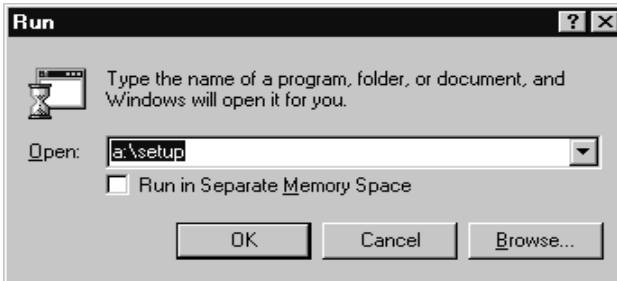 Run
Type the name of a program, folder, or document, and
Windows will open it for you.
Open: a:\setup
Run in Separate Memory Space
OK Cancel Browse...